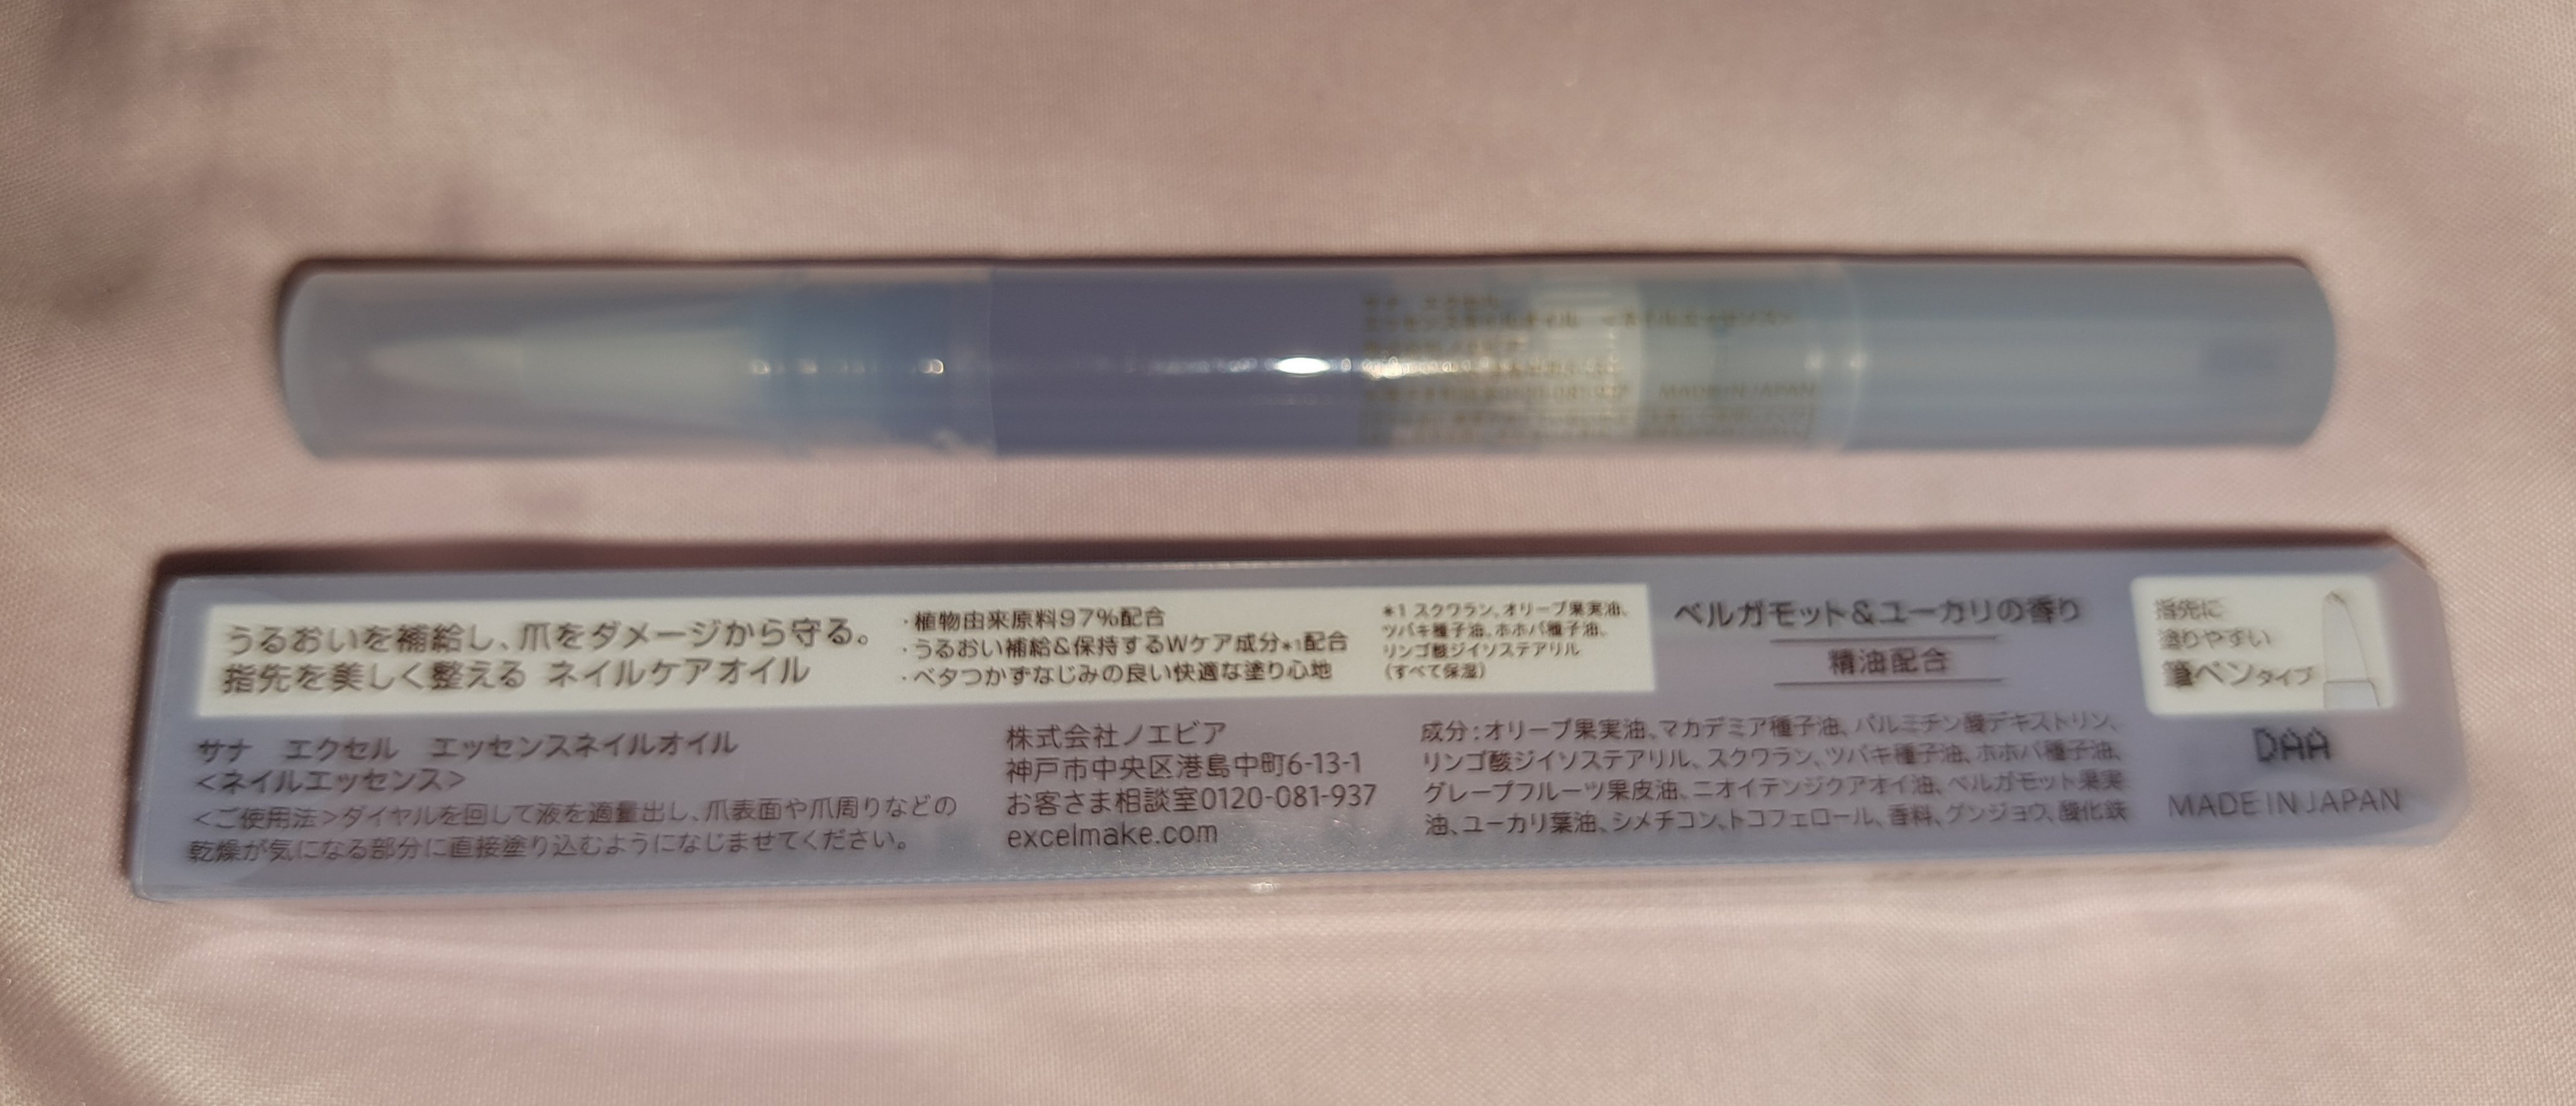 MADE IN JAPAN
うるおいを補給し、爪をダメージから守る。
指先を美しく整える ネイルケアオイル
・植物由来原料97%配合
・うるおい補給&保持するWケア成分*1配合
・ベタつかずなじみの良い快適な塗り心地
*1 スクワラン、オリーブ果実油、
ツバキ種子油、ホホバ種子油、
リンゴ酸ジイソステアリル
(すべて保湿)
ベルガモット&ユーカリの香り
精油配合
指先に
塗りやすい
筆ペンタイプ
サナ エクセル エッセンスネイルオイル
<ネイルエッセンス>
<ご使用法>ダイヤルを回して液を適量出し、爪表面や爪周りなどの
乾燥が気になる部分に直接塗り込むようになじませてください。
株式会社ノエビア
神戸市中央区港島中町6-13-1
お客さま相談室0120-081-937
excelmake.com
成分:オリーブ果実油、マカデミア種子油、パルミチン酸デキストリン、
リンゴ酸ジイソステアリル、スクワラン、ツバキ種子油、ホホバ種子油、
グレープフルーツ果皮油、ニオイテンジクアオイ油、ベルガモット果実
油、ユーカリ葉油、シメチコン、トコフェロール、香料、グンジョウ、酸化鉄
DAA
MADE IN JAPAN